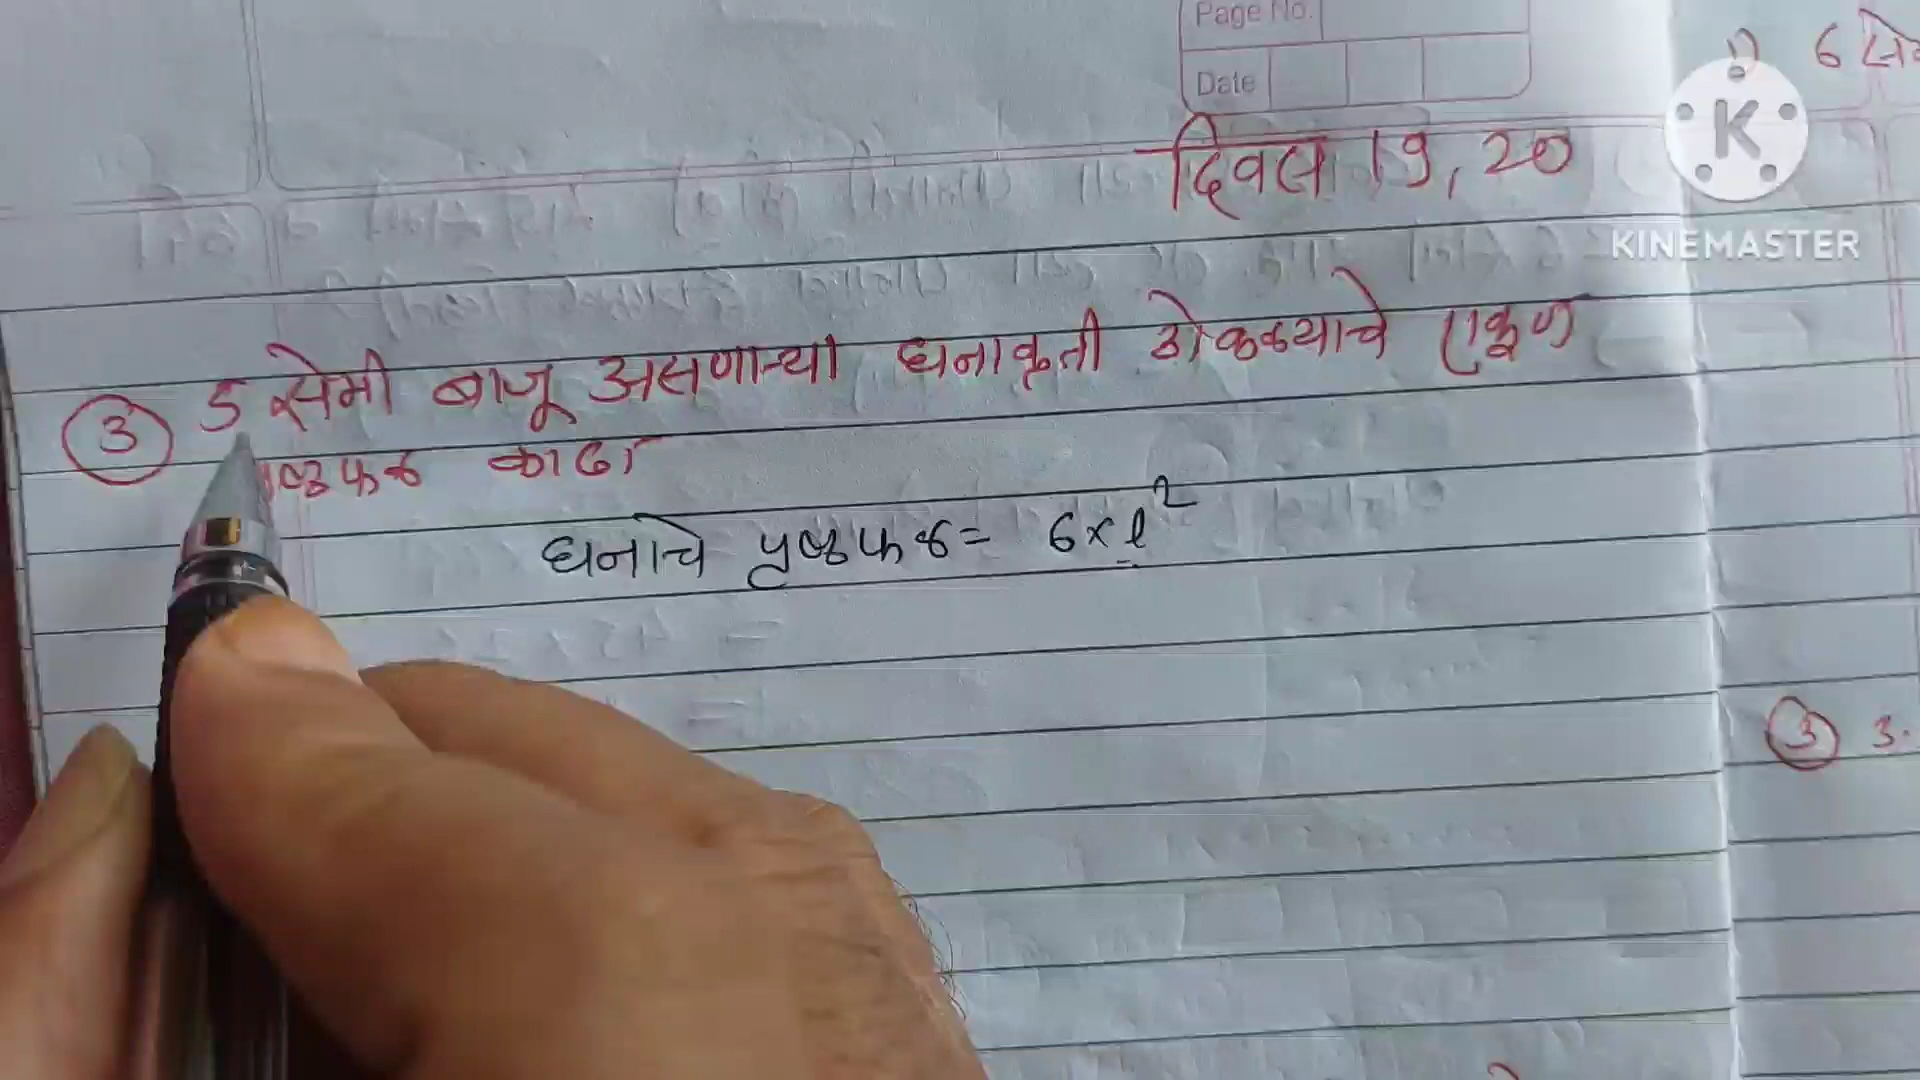 Page No.
Date
6 से
KINEMASTER
दिवस 19, 20
③ 5 सेमी बाजू असणाऱ्या घनाकृती ठोकळ्याचे एकूण
पृष्ठफळ काढा
घनाचे पृष्ठफळ = 6 x l²
③ 3.